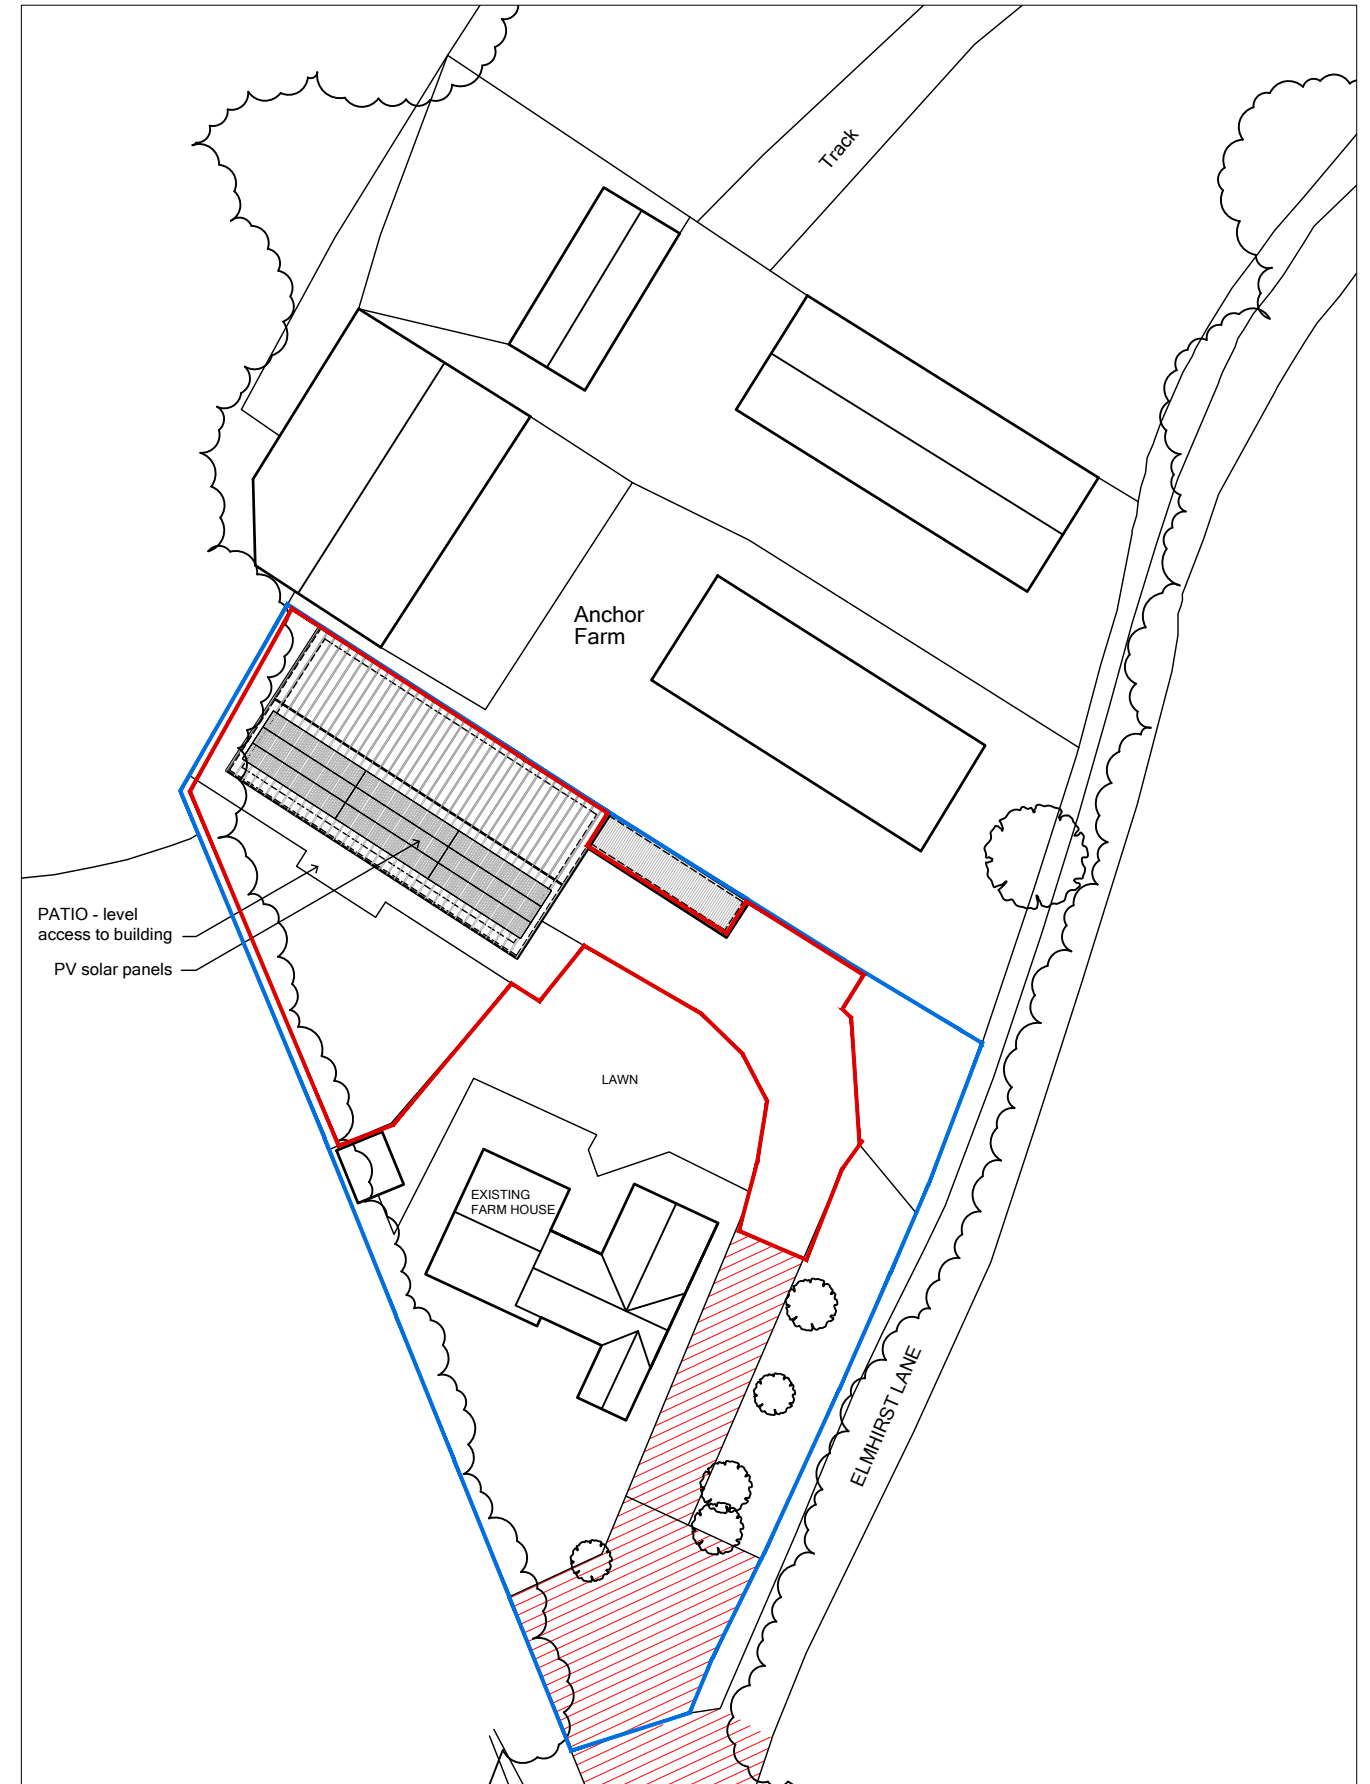 Track
Anchor
Farm
PATIO - level
access to building
PV solar panels
LAWN
EXISTING
FARM HOUSE
ELMHIRST LANE